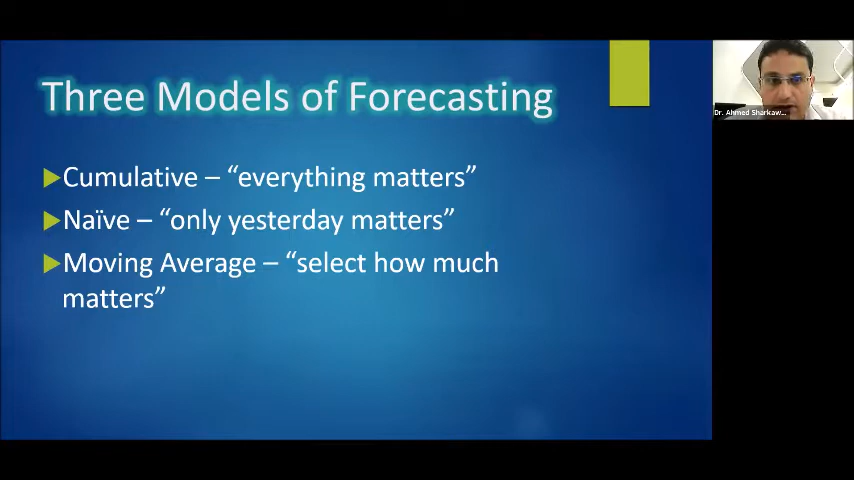 Three Models of Forecasting
Cumulative – “everything matters”
Naïve – “only yesterday matters”
Moving Average – “select how much
matters”
Dr. Ahmed Sharkaw...